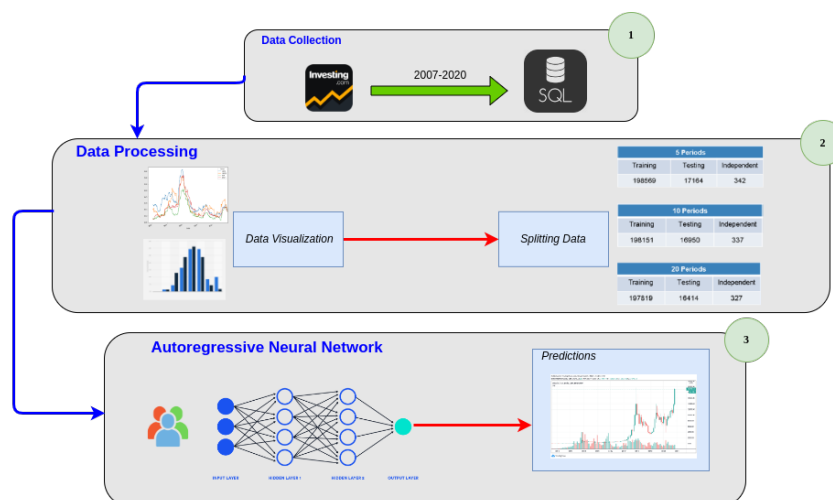 1
Data Collection
Investing
.com
2007-2020
SQL
2
Data Processing
5 Periods
Training Testing Independent
198569 17164 342
Data Visualization
Splitting Data
10 Periods
Training Testing Independent
198151 16950 337
20 Periods
Training Testing Independent
197819 16414 327
3
Autoregressive Neural Network
Predictions
INPUT LAYER HIDDEN LAYER 1 HIDDEN LAYER 2 OUTPUT LAYER